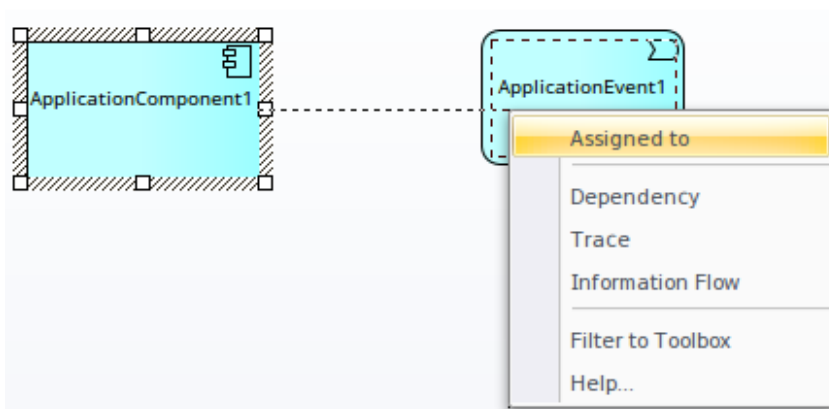 ApplicationComponent1
ApplicationEvent1
Assigned to
Dependency
Trace
Information Flow
Filter to Toolbox
Help...